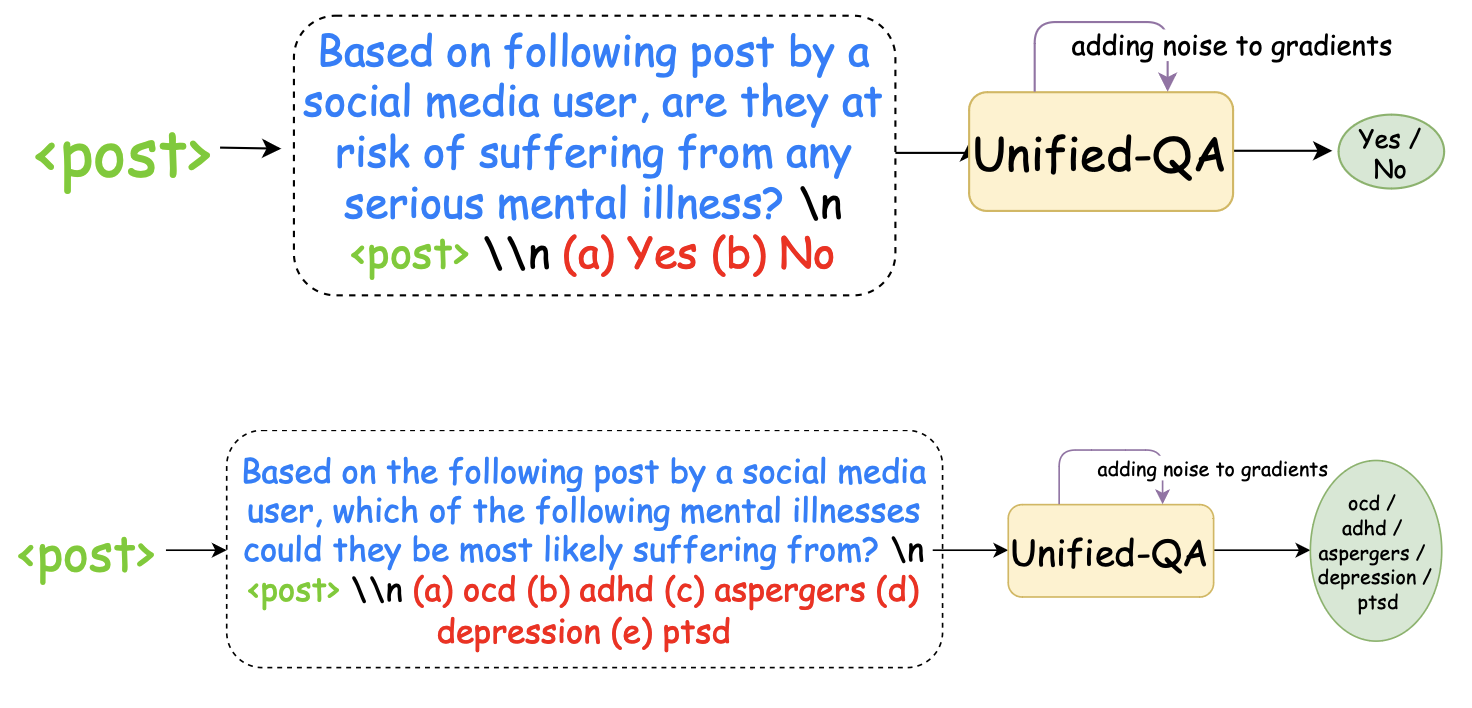 <post>
Based on following post by a
social media user, are they at
risk of suffering from any
serious mental illness? \n
<post> \\n (a) Yes (b) No
adding noise to gradients
Unified-QA
Yes /
No
<post>
Based on the following post by a social media
user, which of the following mental illnesses
could they be most likely suffering from? \n
<post> \\n (a) ocd (b) adhd (c) aspergers (d)
depression (e) ptsd
adding noise to gradients
Unified-QA
ocd /
adhd /
aspergers /
depression /
ptsd